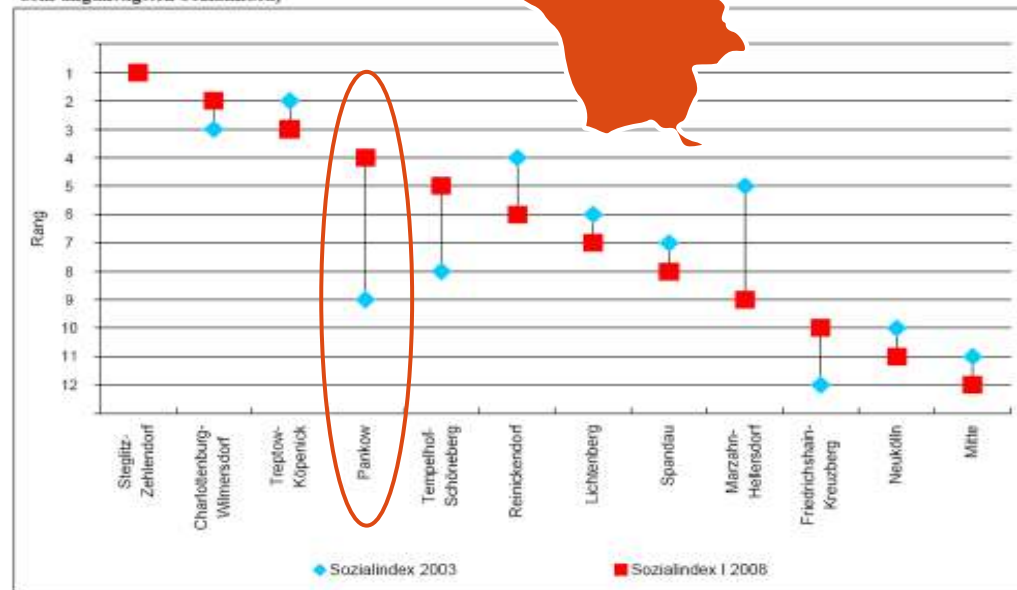 Rang
1
2
3
4
5
6
7
8
9
10
11
12
Steglitz-
Zehlendorf
Charlottenburg-
Wilmersdorf
Treptow-
Köpenick
Pankow
Tempelhof-
Schöneberg
Reinickendorf
Lichtenberg
Spandau
Marzahn-
Hellersdorf
Friedrichshain-
Kreuzberg
Neukölln
Mitte
Sozialindex 2003
Sozialindex I 2008